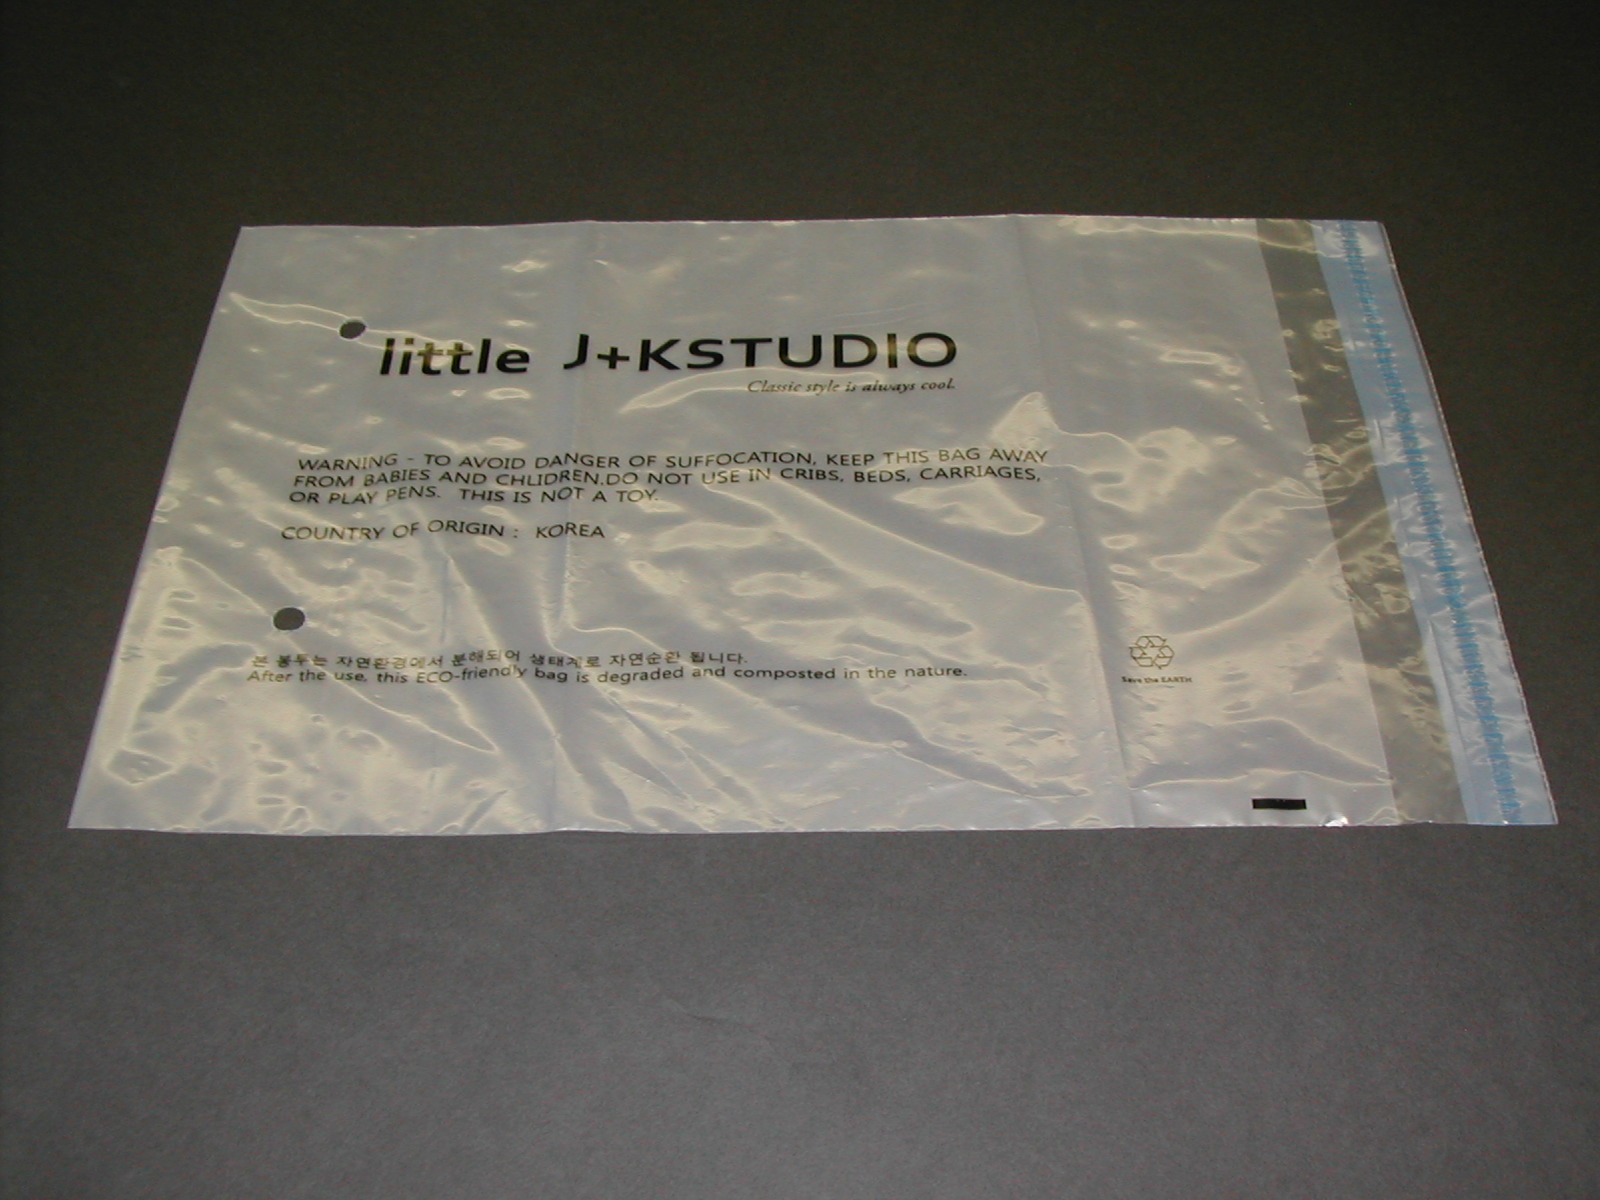 little J+KSTUDIO
Classic style is always cool.
WARNING - TO AVOID DANGER OF SUFFOCATION, KEEP THIS BAG AWAY
FROM BABIES AND CHLIDREN.DO NOT USE IN CRIBS, BEDS, CARRIAGES,
OR PLAY PENS. THIS IS NOT A TOY.
COUNTRY OF ORIGIN : KOREA
본 봉투는 자연환경에서 분해되어 생태계로 자연순환 됩니다.
After the use, this ECO-friendly bag is degraded and composted in the nature.
Save the EARTH